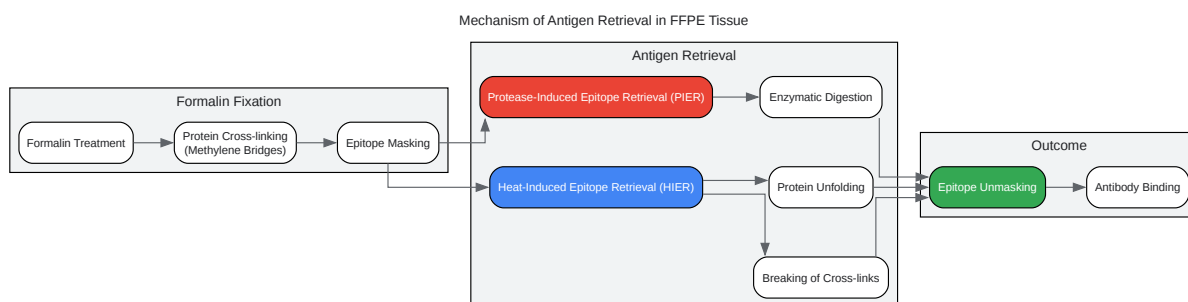 Mechanism of Antigen Retrieval in FFPE Tissue
Formalin Fixation
Formalin Treatment
Protein Cross-linking
(Methylene Bridges)
Epitope Masking
Antigen Retrieval
Protease-Induced Epitope Retrieval (PIER)
Enzymatic Digestion
Heat-Induced Epitope Retrieval (HIER)
Protein Unfolding
Breaking of Cross-links
Outcome
Epitope Unmasking
Antibody Binding